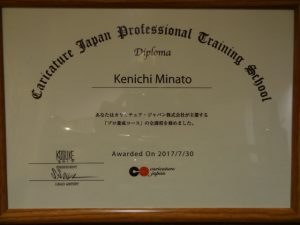 Caricature Japan Professional Training School
Diploma
Kenichi Minato
あなたはカリカチュア・ジャパン株式会社が主催する
「プロ養成コース」の全課程を修めました。
Awarded On 2017/7/30
caricature
japan